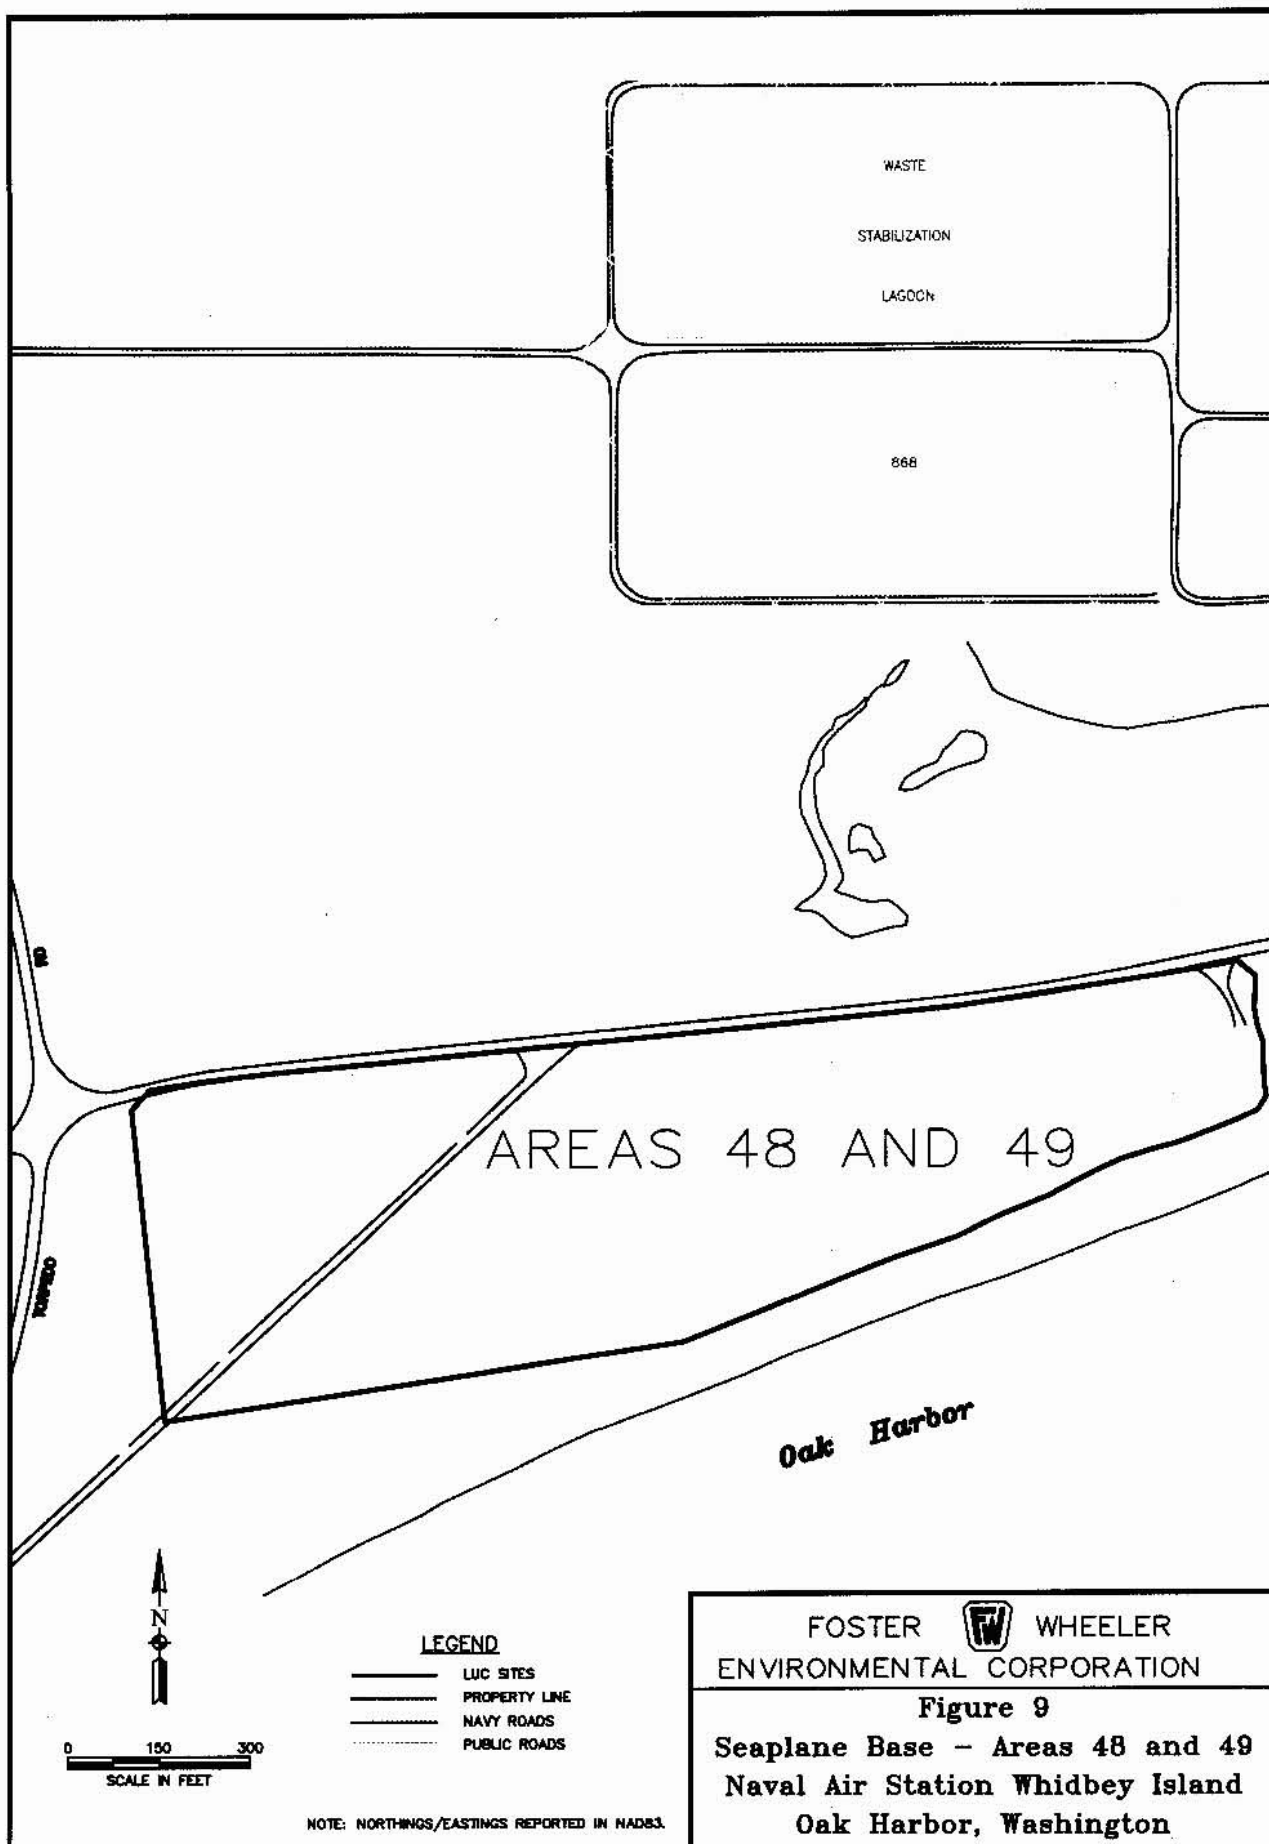 WASTE
STABILIZATION
LAGOON
868
RD
AREAS 48 AND 49
TORPEDO
Oak Harbor
N
0 150 300
SCALE IN FEET
LEGEND
LUC SITES
PROPERTY LINE
NAVY ROADS
PUBLIC ROADS
NOTE: NORTHINGS/EASTINGS REPORTED IN NAD83.
FOSTER FW WHEELER
ENVIRONMENTAL CORPORATION
Figure 9
Seaplane Base - Areas 48 and 49
Naval Air Station Whidbey Island
Oak Harbor, Washington